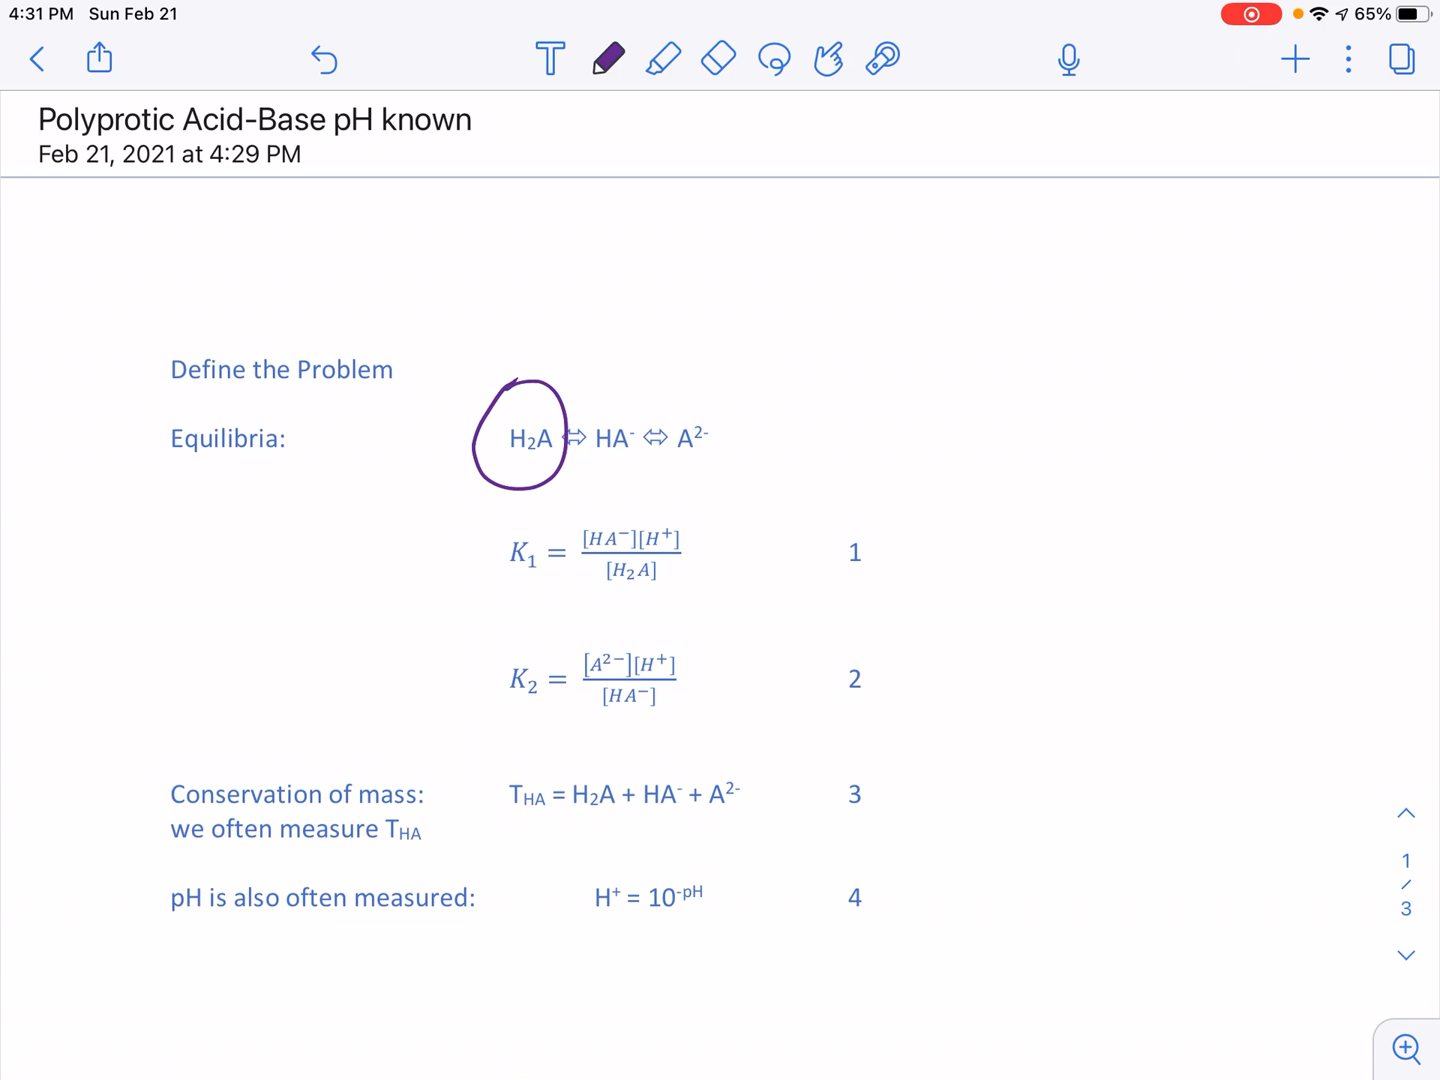 4:31 PM Sun Feb 21 65%
Polyprotic Acid-Base pH known
Feb 21, 2021 at 4:29 PM
Define the Problem
Equilibria: H₂A ⇔ HA⁻ ⇔ A²⁻
K₁ = [HA⁻][H⁺] / [H₂A] 1
K₂ = [A²⁻][H⁺] / [HA⁻] 2
Conservation of mass: T_HA = H₂A + HA⁻ + A²⁻ 3
we often measure T_HA
pH is also often measured: H⁺ = 10^-pH 4
1
/
3